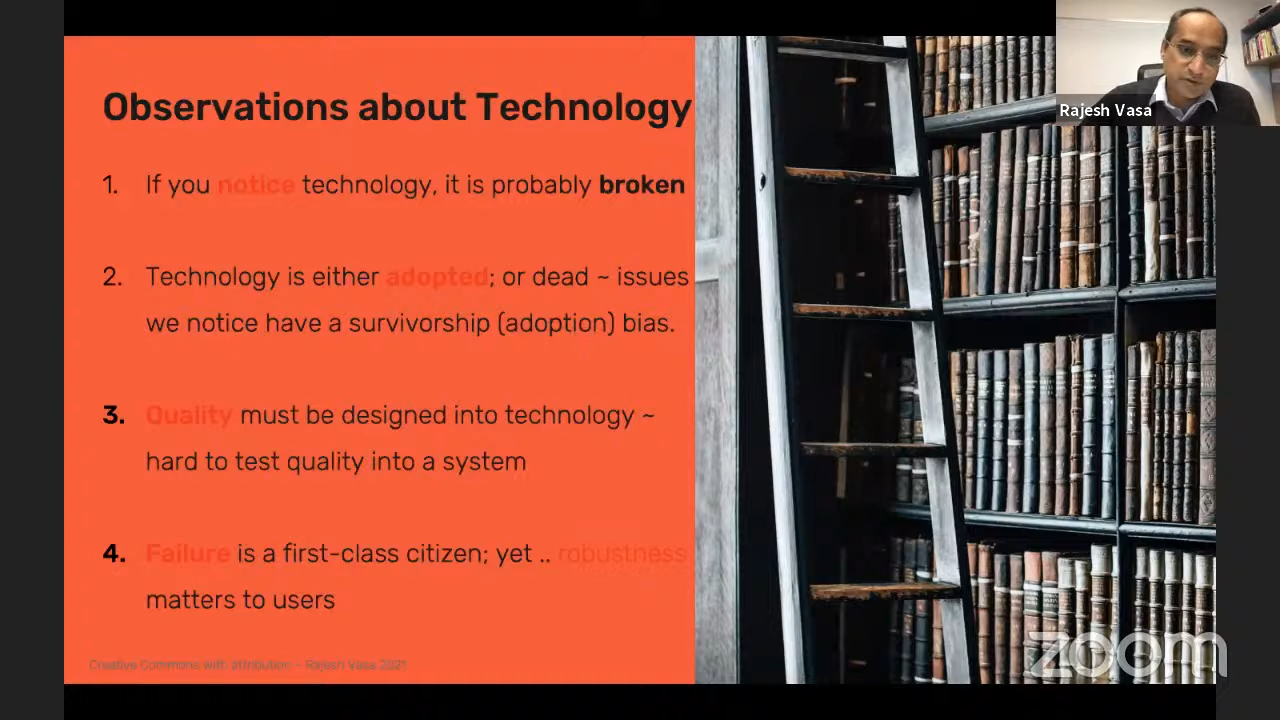 Observations about Technology
1. If you notice technology, it is probably broken
2. Technology is either adopted; or dead ~ issues
we notice have a survivorship (adoption) bias.
3. Quality must be designed into technology ~
hard to test quality into a system
4. Failure is a first-class citizen; yet .. robustness
matters to users
Creative Commons with attribution - Rajesh Vasa 2021
Rajesh Vasa
zoom